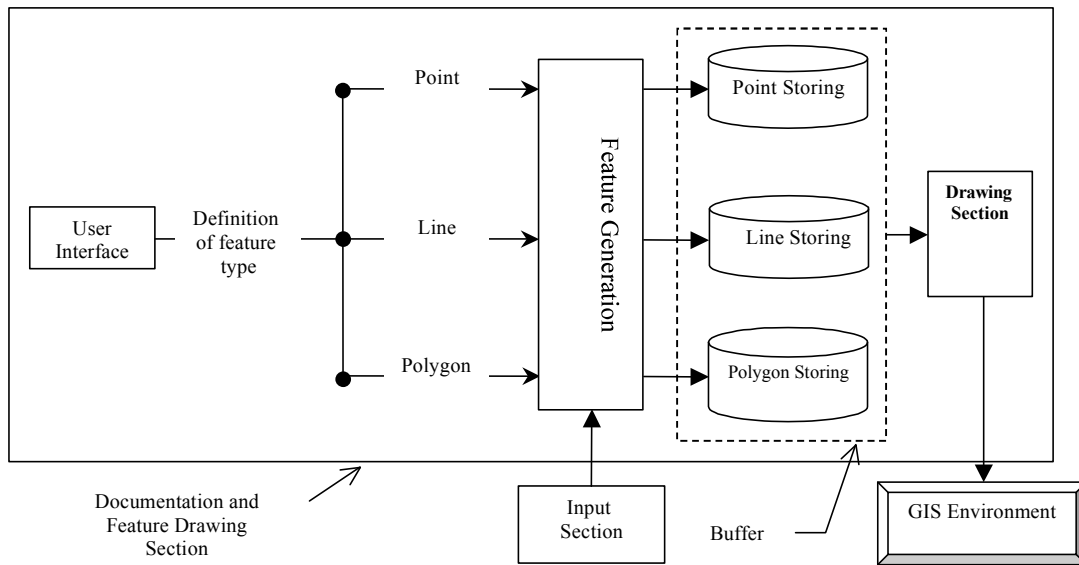 Point
Point Storing
Feature Generation
Drawing
Section
User
Interface
Definition
of feature
type
Line
Line Storing
Polygon
Polygon Storing
Documentation and
Feature Drawing
Section
Input
Section
Buffer
GIS Environment